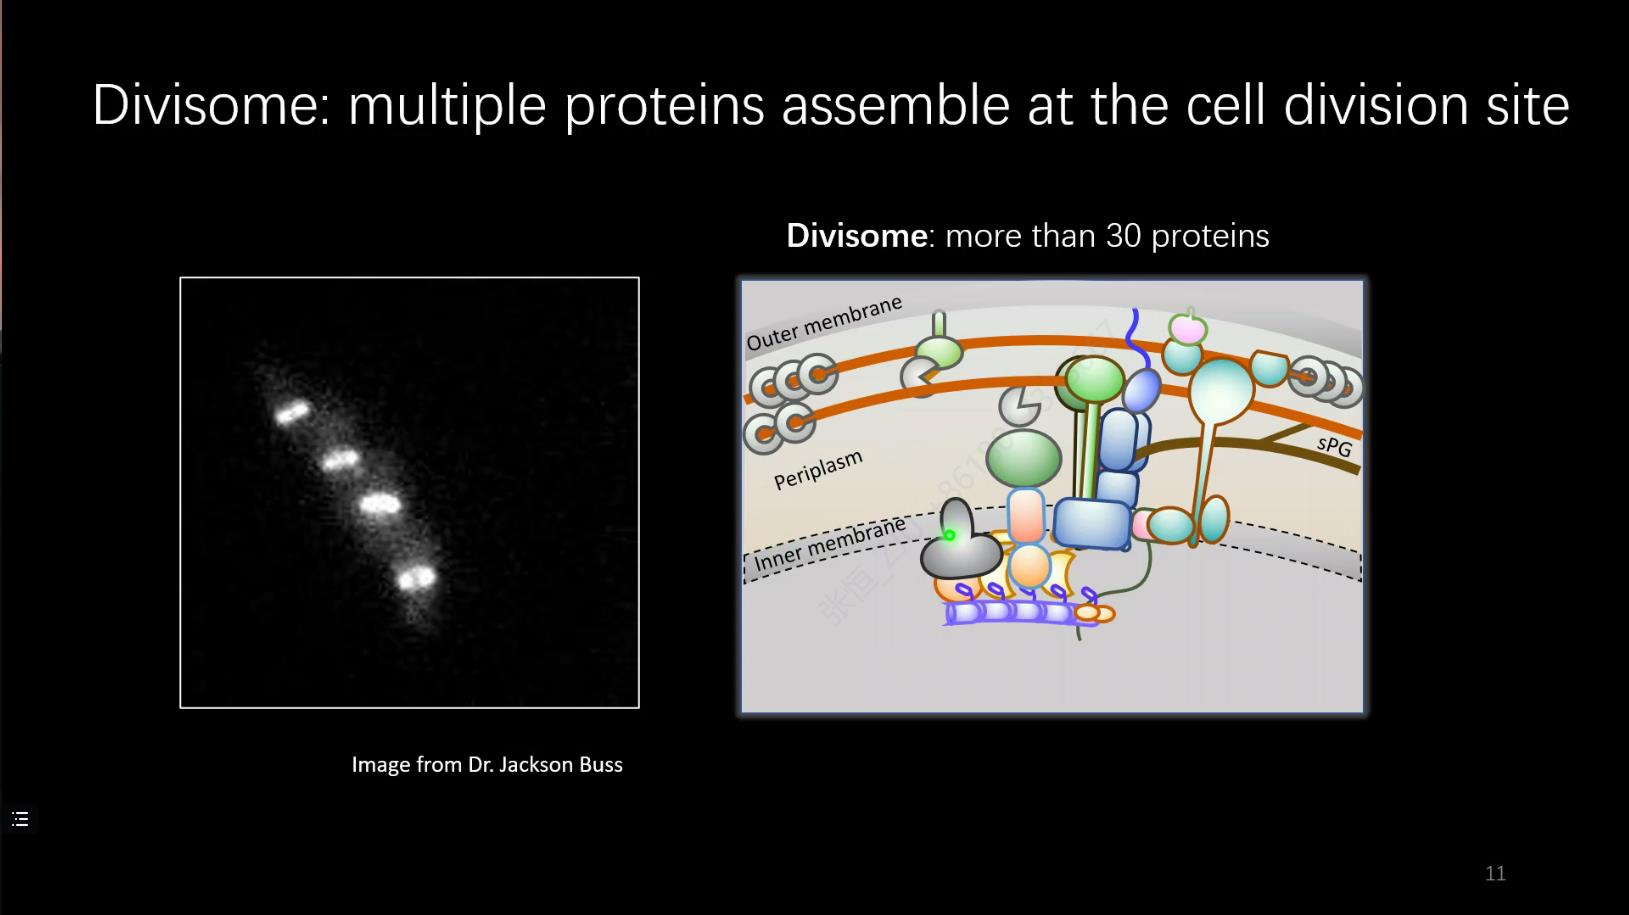 Divisome: multiple proteins assemble at the cell division site
Divisome: more than 30 proteins
Outer membrane
Periplasm
sPG
Inner membrane
Image from Dr. Jackson Buss
11